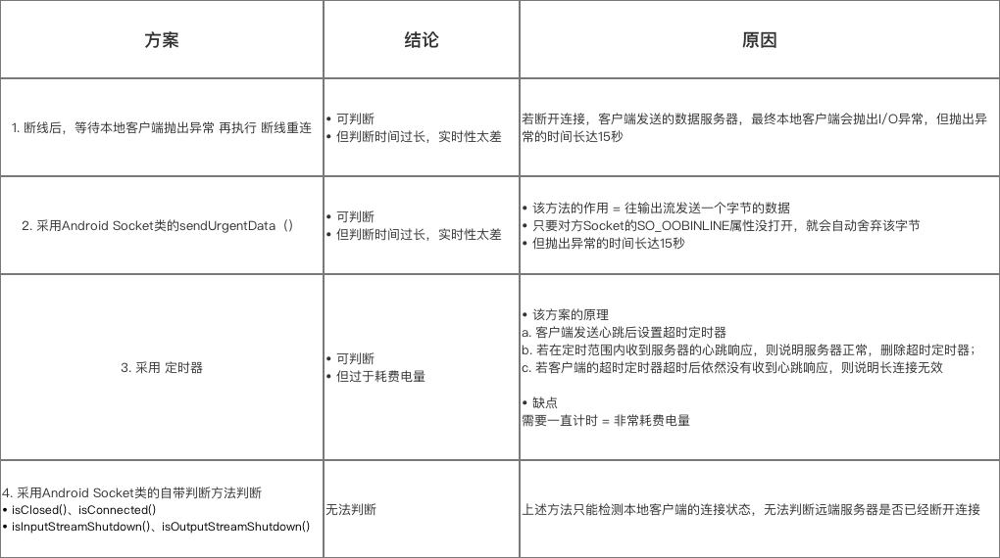 方案
结论
原因
1. 断线后，等待本地客户端抛出异常 再执行 断线重连
• 可判断
• 但判断时间过长，实时性太差
若断开连接，客户端发送的数据服务器，最终本地客户端会抛出I/O异常，但抛出异
常的时间长达15秒
2. 采用Android Socket类的sendUrgentData（）
• 可判断
• 但判断时间过长，实时性太差
• 该方法的作用 = 往输出流发送一个字节的数据
• 只要对方Socket的SO_OOBINLINE属性没打开，就会自动舍弃该字节
• 但抛出异常的时间长达15秒
3. 采用 定时器
• 可判断
• 但过于耗费电量
• 该方案的原理
a. 客户端发送心跳后设置超时定时器
b. 若在定时范围内收到服务器的心跳响应，则说明服务器正常，删除超时定时器；
c. 若客户端的超时定时器超时后依然没有收到心跳响应，则说明长连接无效
• 缺点
需要一直计时 = 非常耗费电量
4. 采用Android Socket类的自带判断方法判断
• isClosed()、isConnected()
• isInputStreamShutdown()、isOutputStreamShutdown()
无法判断
上述方法只能检测本地客户端的连接状态，无法判断远端服务器是否已经断开连接